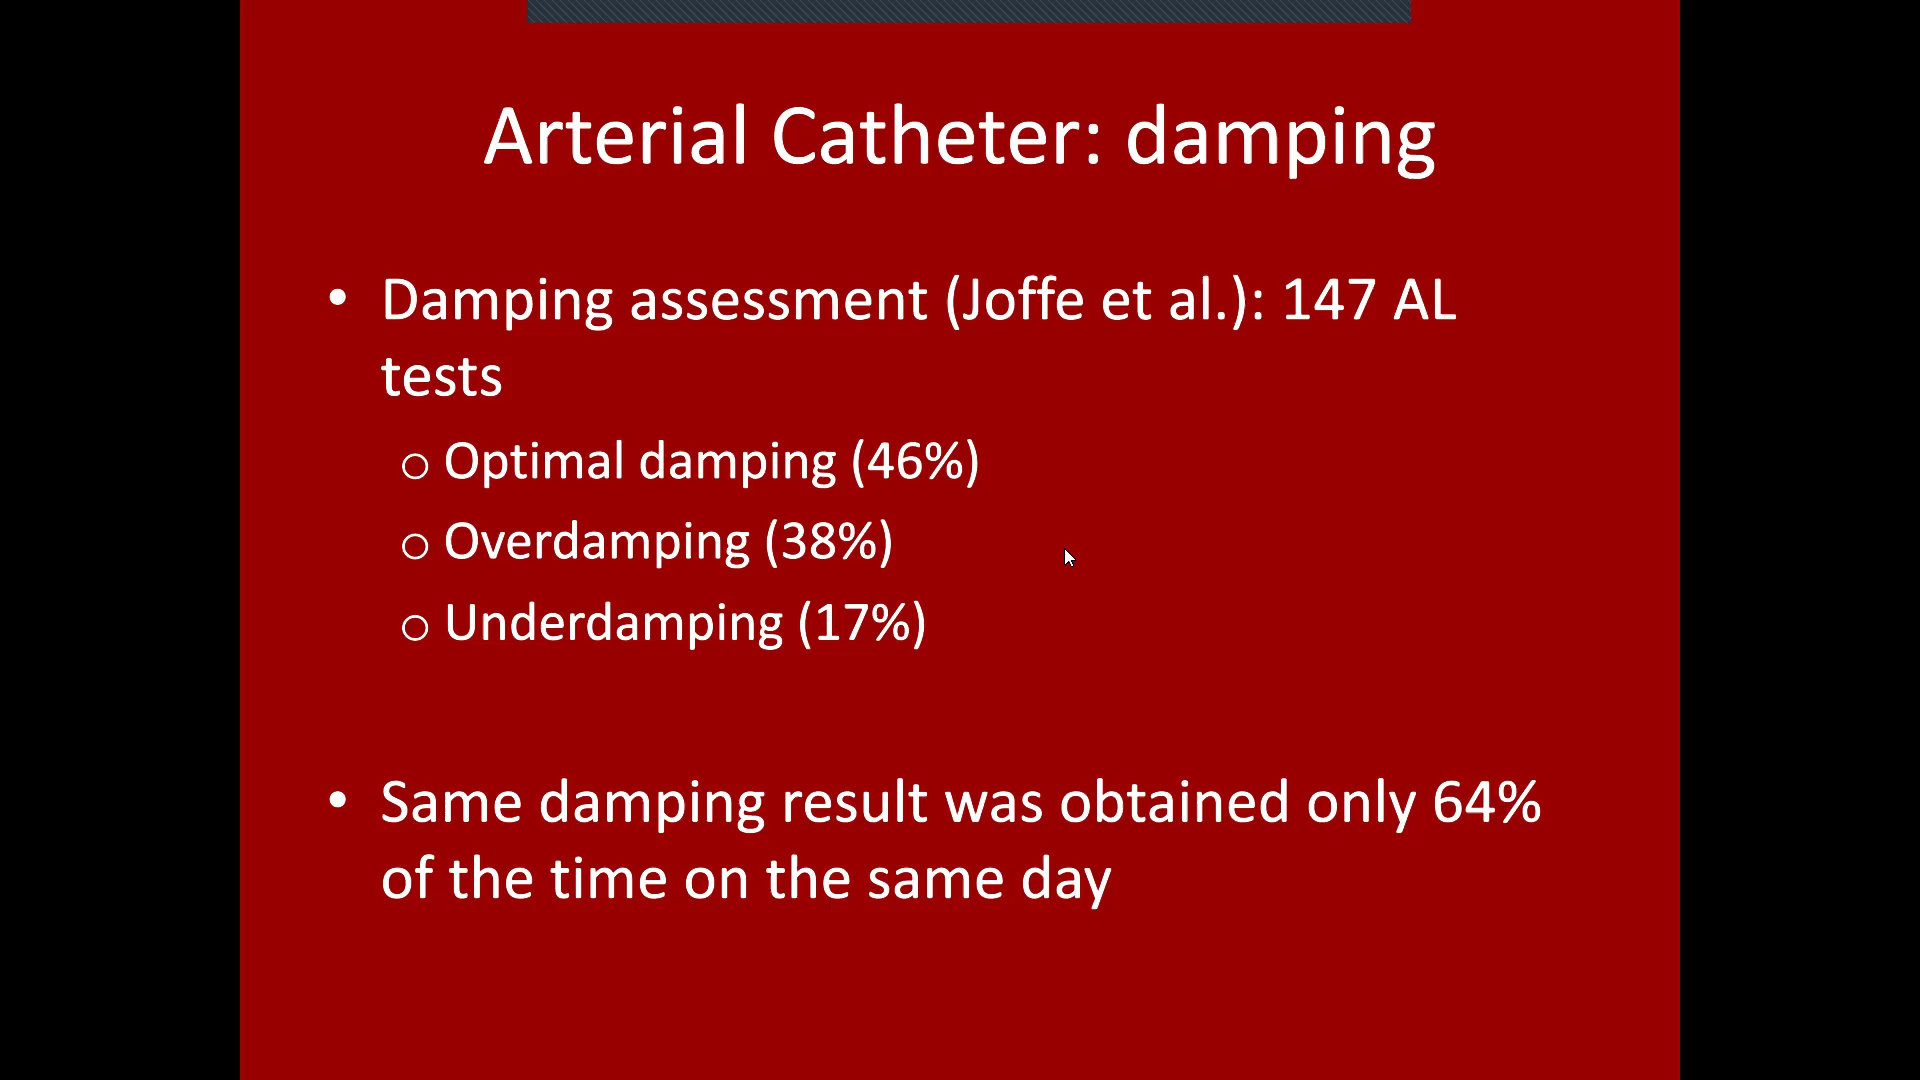 Arterial Catheter: damping
• Damping assessment (Joffe et al.): 147 AL
tests
o Optimal damping (46%)
o Overdamping (38%)
o Underdamping (17%)
• Same damping result was obtained only 64%
of the time on the same day